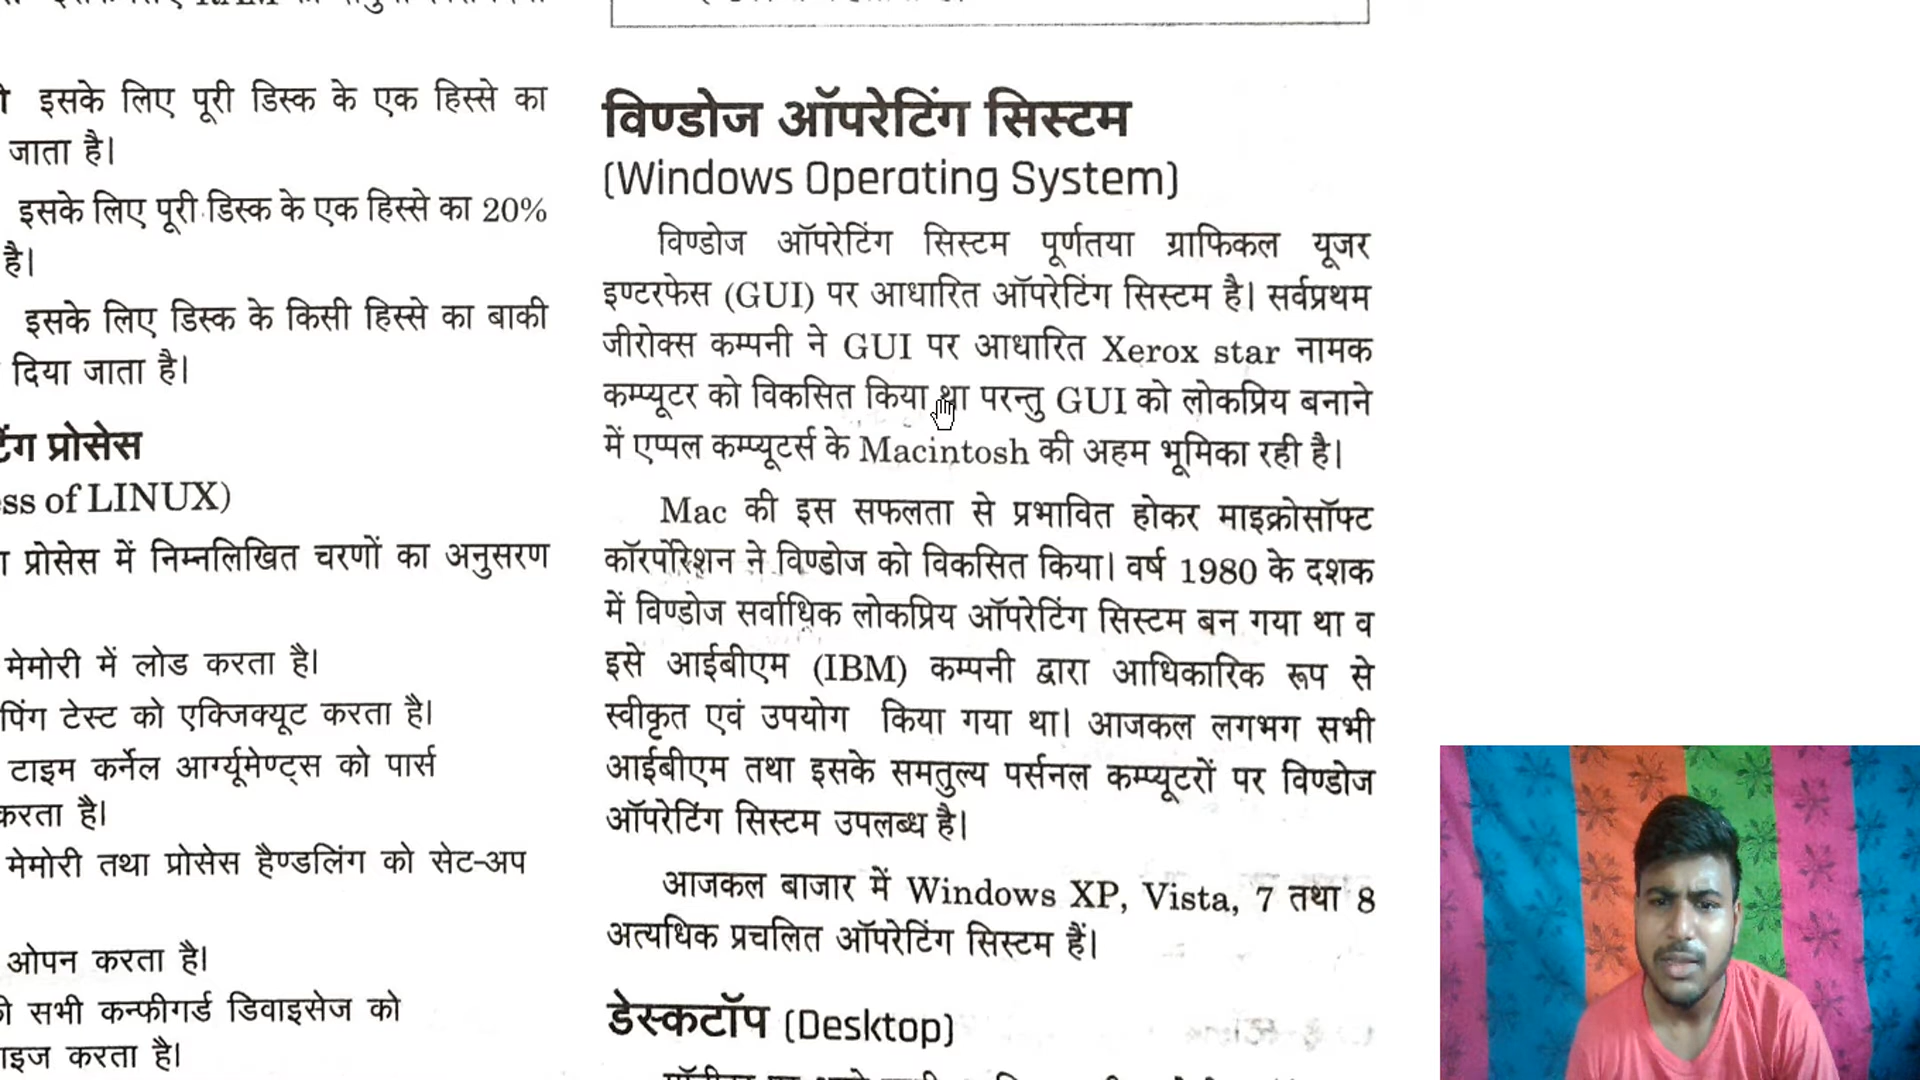 इसके लिए पूरी डिस्क के एक हिस्से का
जाता है।
इसके लिए पूरी डिस्क के एक हिस्से का 20%
है।
इसके लिए डिस्क के किसी हिस्से का बाकी
दिया जाता है।
टिंग प्रोसेस
ss of LINUX)
प्रोसेस में निम्नलिखित चरणों का अनुसरण
मेमोरी में लोड करता है।
पिंग टेस्ट को एक्जिक्यूट करता है।
टाइम कर्नेल आर्ग्यूमेण्ट्स को पार्स
करता है।
मेमोरी तथा प्रोसेस हैण्डलिंग को सेट-अप
ओपन करता है।
सभी कन्फीगर्ड डिवाइसेज को
ाइज करता है।
विण्डोज ऑपरेटिंग सिस्टम
(Windows Operating System)
विण्डोज ऑपरेटिंग सिस्टम पूर्णतया ग्राफिकल यूजर
इण्टरफेस (GUI) पर आधारित ऑपरेटिंग सिस्टम है। सर्वप्रथम
जीरोक्स कम्पनी ने GUI पर आधारित Xerox star नामक
कम्प्यूटर को विकसित किया था परन्तु GUI को लोकप्रिय बनाने
में एप्पल कम्प्यूटर्स के Macintosh की अहम भूमिका रही है।
Mac की इस सफलता से प्रभावित होकर माइक्रोसॉफ्ट
कॉरपोरेशन ने विण्डोज को विकसित किया। वर्ष 1980 के दशक
में विण्डोज सर्वाधिक लोकप्रिय ऑपरेटिंग सिस्टम बन गया था व
इसे आईबीएम (IBM) कम्पनी द्वारा आधिकारिक रूप से
स्वीकृत एवं उपयोग किया गया था। आजकल लगभग सभी
आईबीएम तथा इसके समतुल्य पर्सनल कम्प्यूटरों पर विण्डोज
ऑपरेटिंग सिस्टम उपलब्ध है।
आजकल बाजार में Windows XP, Vista, 7 तथा 8
अत्यधिक प्रचलित ऑपरेटिंग सिस्टम हैं।
डेस्कटॉप (Desktop)